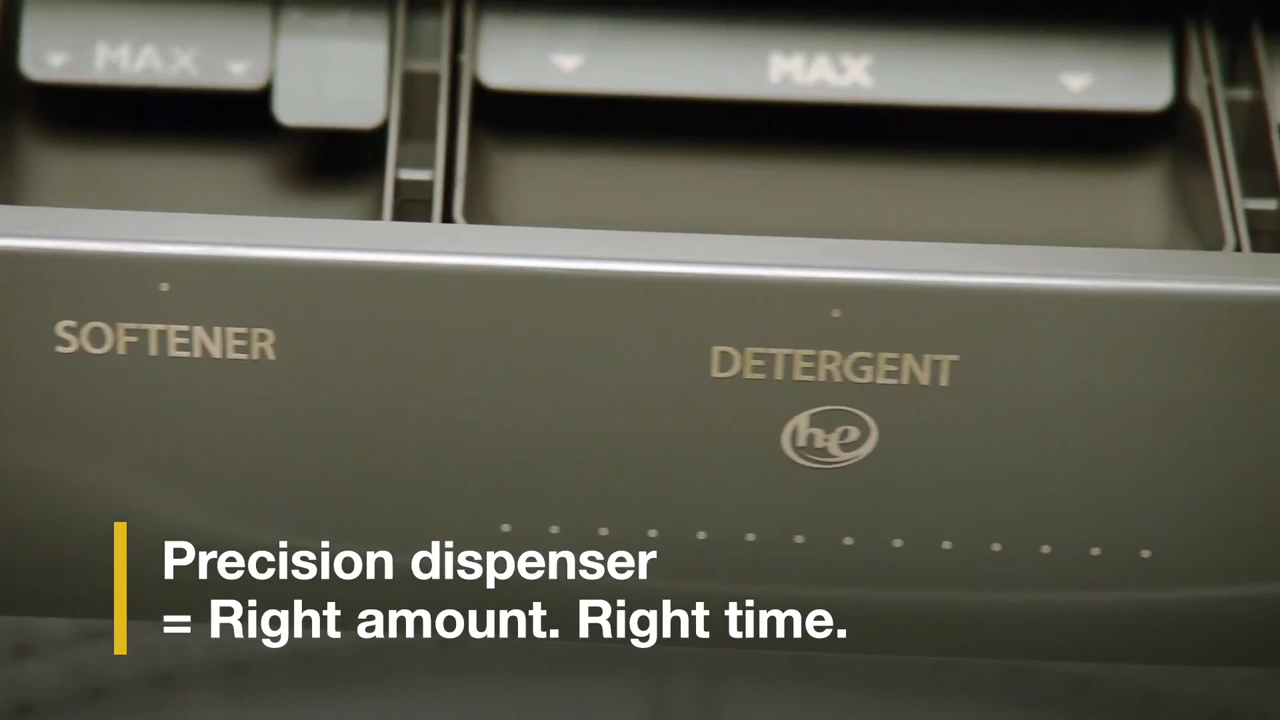 MAX
MAX
SOFTENER
DETERGENT
he
Precision dispenser
= Right amount. Right time.